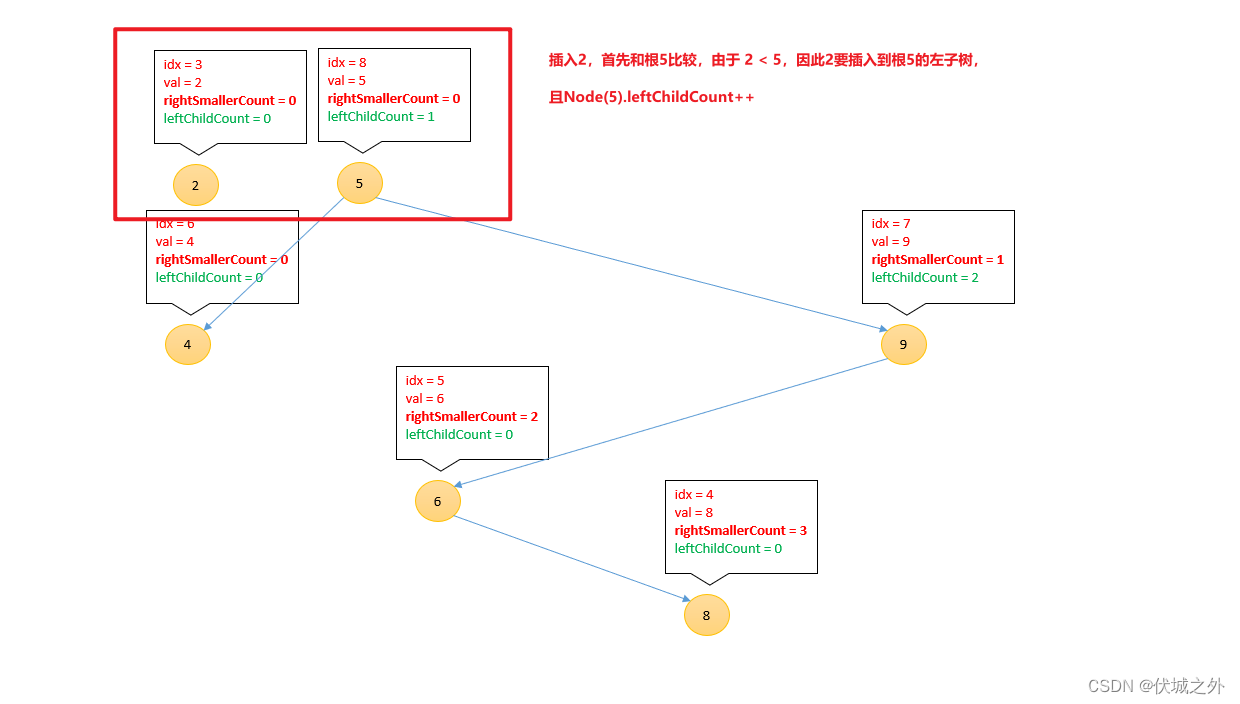 idx = 3
val = 2
rightSmallerCount = 0
leftChildCount = 0
idx = 8
val = 5
rightSmallerCount = 0
leftChildCount = 1
插入2，首先和根5比较，由于 2 < 5，因此2要插入到根5的左子树，
且Node(5).leftChildCount++
2
5
idx = 6
val = 4
rightSmallerCount = 0
leftChildCount = 0
idx = 7
val = 9
rightSmallerCount = 1
leftChildCount = 2
4
9
idx = 5
val = 6
rightSmallerCount = 2
leftChildCount = 0
6
idx = 4
val = 8
rightSmallerCount = 3
leftChildCount = 0
8
CSDN @伏城之外